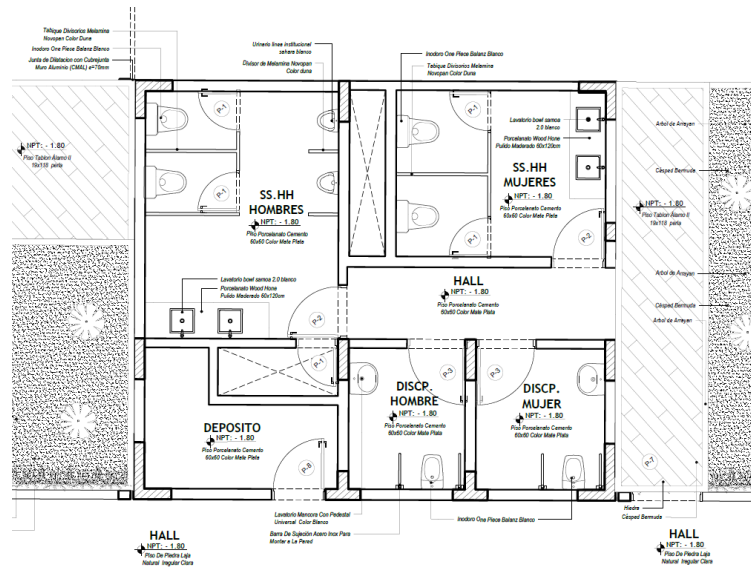 Tabique Divisorios Melamina
Novopan Color Duna
Inodoro One Piece Balanz Blanco
Junta de Dilatacion con Cubrejunta
Muro Aluminio (CMAL) e=70mm
Urinario linea institucional
sahara blanco
Divisor de Melamina Novopan
Color duna
Inodoro One Piece Balanz Blanco
Tabique Divisorios Melamina
Novopan Color Duna
P-1
P-1
Lavatorio bowl samoa
2.0 blanco
Porcelanato Wood Hone
Pulido Maderado 60x120cm
Arbol de Arrayan
NPT: - 1.80
Piso Tablon Álamo II
19x118 perla
P-1
SS.HH
HOMBRES
NPT: - 1.80
Piso Porcelanato Cemento
60x60 Color Mate Plata
SS.HH
MUJERES
NPT: - 1.80
Piso Porcelanato Cemento
60x60 Color Mate Plata
Césped Bermuda
NPT: - 1.80
Piso Tablon Álamo II
19x118 perla
P-1
P-2
Lavatorio bowl samoa 2.0 blanco
Porcelanato Wood Hone
Pulido Maderado 60x120cm
HALL
NPT: - 1.80
Piso Porcelanato Cemento
60x60 Color Mate Plata
Arbol de Arrayan
Césped Bermuda
Arbol de Arrayan
P-2
P-1
P-3
P-3
DISCP.
HOMBRE
NPT: - 1.80
Piso Porcelanato Cemento
60x60 Color Mate Plata
DISCP.
MUJER
NPT: - 1.80
Piso Porcelanato Cemento
60x60 Color Mate Plata
DEPOSITO
NPT: - 1.80
Piso Porcelanato Cemento
60x60 Color Mate Plata
P-8
P-7
Lavatorio Mancora Con Pedestal
Universal Color Blanco
Barra De Sujeción Acero Inox Para
Montar a La Pared
Inodoro One Piece Balanz Blanco
Hiedra
Césped Bermuda
HALL
NPT: - 1.80
Piso De Piedra Laja
Natural Irregular Clara
HALL
NPT: - 1.80
Piso De Piedra Laja
Natural Irregular Clara